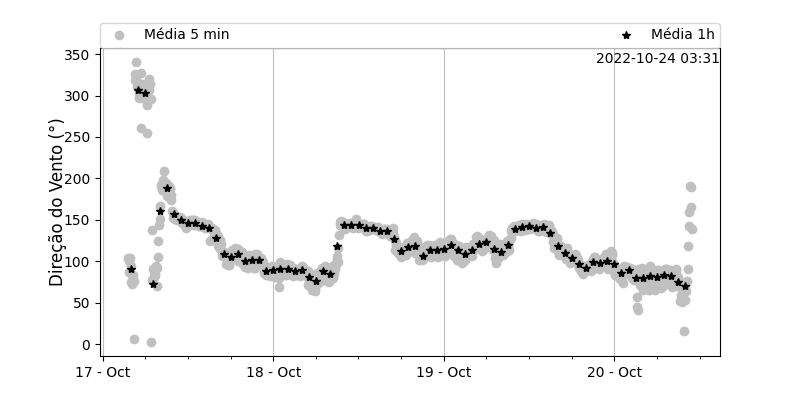 Média 5 min
Média 1h
2022-10-24 03:31
Direção do Vento (°)
350
300
250
200
150
100
50
0
17 - Oct
18 - Oct
19 - Oct
20 - Oct